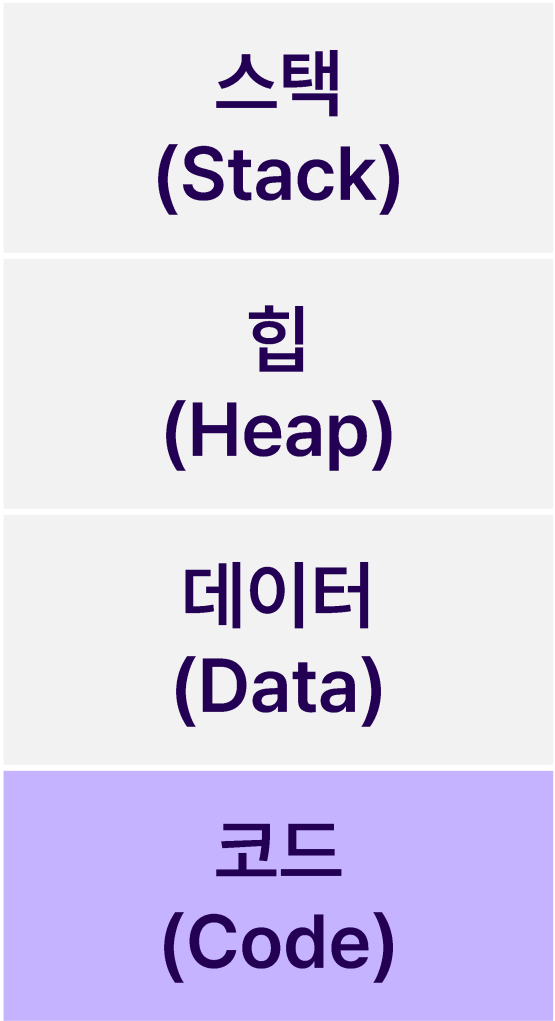 스택
(Stack)
힙
(Heap)
데이터
(Data)
코드
(Code)